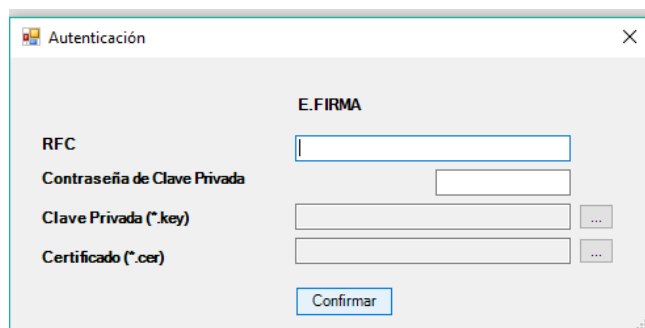 Autenticación
E.FIRMA
RFC
Contraseña de Clave Privada
Clave Privada (*.key)
...
Certificado (*.cer)
...
Confirmar